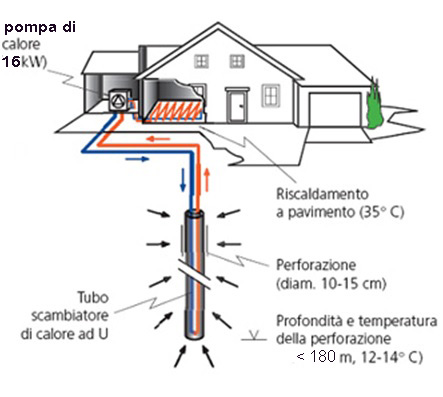 pompa di
calore
16kW)
Riscaldamento
a pavimento (35° C)
Perforazione
(diam. 10-15 cm)
Tubo
scambiatore
di calore ad U
Profondità e temperatura
della perforazione
< 180 m, 12-14° C)